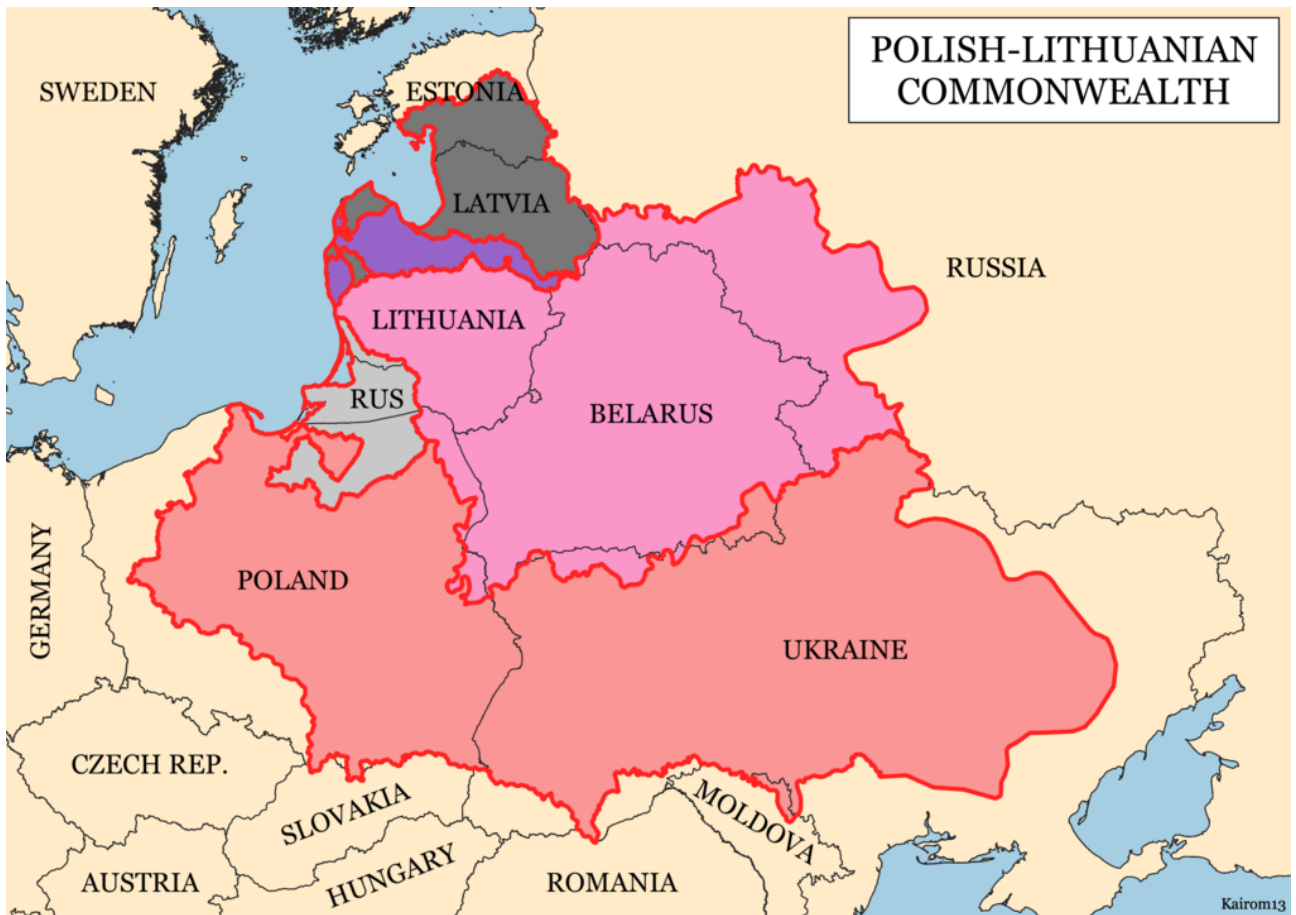 POLISH-LITHUANIAN
COMMONWEALTH
SWEDEN
ESTONIA
LATVIA
RUSSIA
LITHUANIA
RUS
BELARUS
GERMANY
POLAND
UKRAINE
CZECH REP.
SLOVAKIA
MOLDOVA
AUSTRIA
HUNGARY
ROMANIA
Kairom13